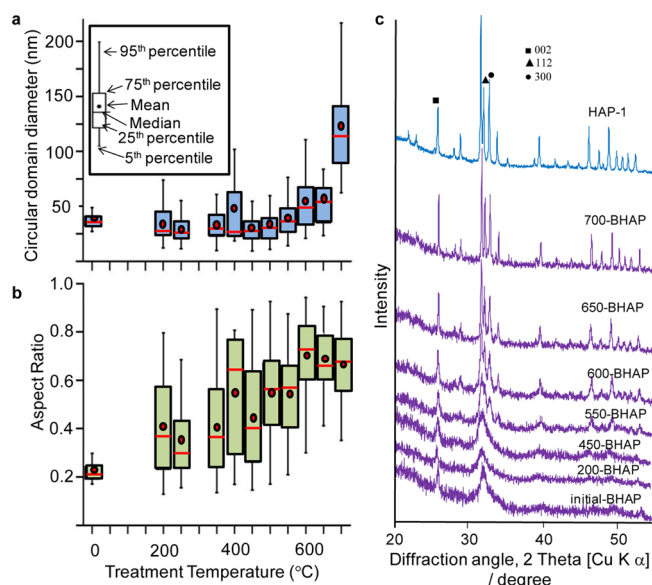 a
Circular domain diameter (nm)
200
150
100
50
95th percentile
75th percentile
Mean
Median
25th percentile
5th percentile
b
Aspect Ratio
1.0
0.8
0.6
0.4
0.2
0
200
400
600
Treatment Temperature (°C)
c
■ 002
▲ 112
● 300
HAP-1
700-BHAP
650-BHAP
600-BHAP
550-BHAP
450-BHAP
200-BHAP
initial-BHAP
Intensity
20
30
40
50
Diffraction angle, 2 Theta [Cu K α]
/ degree